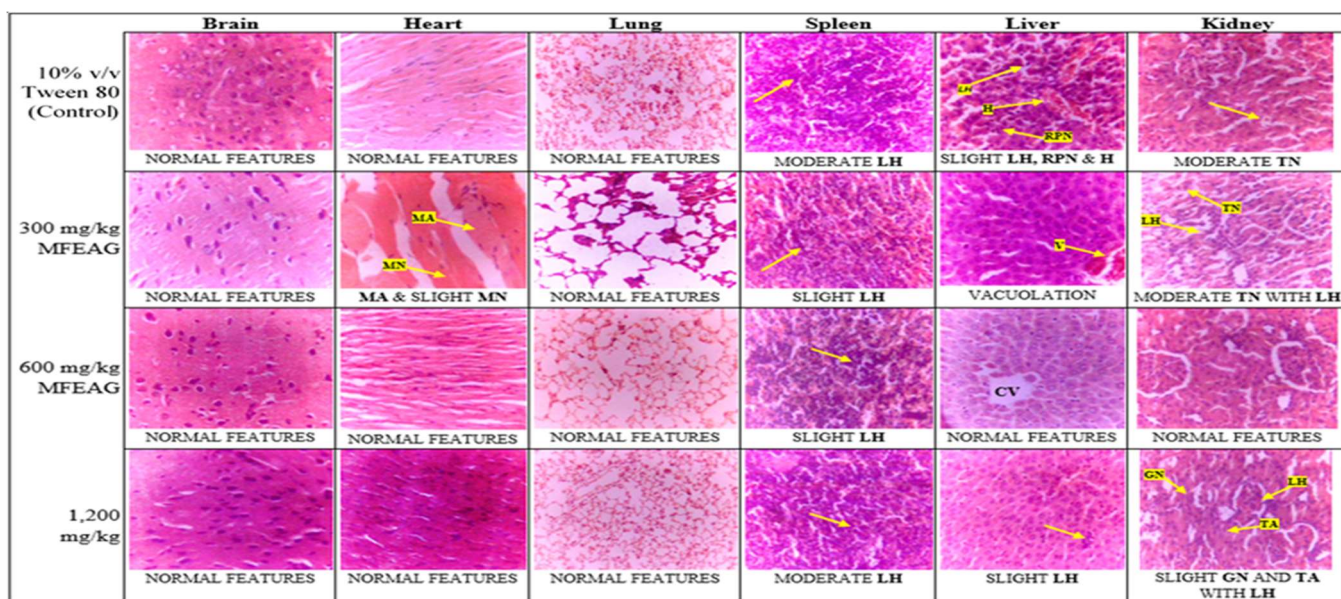 Brain Heart Lung Spleen Liver Kidney
10% v/v
Tween 80
(Control)
LH
H
RPN
NORMAL FEATURES NORMAL FEATURES NORMAL FEATURES MODERATE LH SLIGHT LH, RPN & H MODERATE TN
300 mg/kg
MFEAG
MA
MN
V
TN
LH
NORMAL FEATURES MA & SLIGHT MN NORMAL FEATURES SLIGHT LH VACUOLATION MODERATE TN WITH LH
600 mg/kg
MFEAG
CV
NORMAL FEATURES NORMAL FEATURES NORMAL FEATURES SLIGHT LH NORMAL FEATURES NORMAL FEATURES
1,200
mg/kg
GN
LH
TA
NORMAL FEATURES NORMAL FEATURES NORMAL FEATURES MODERATE LH SLIGHT LH SLIGHT GN AND TA
WITH LH